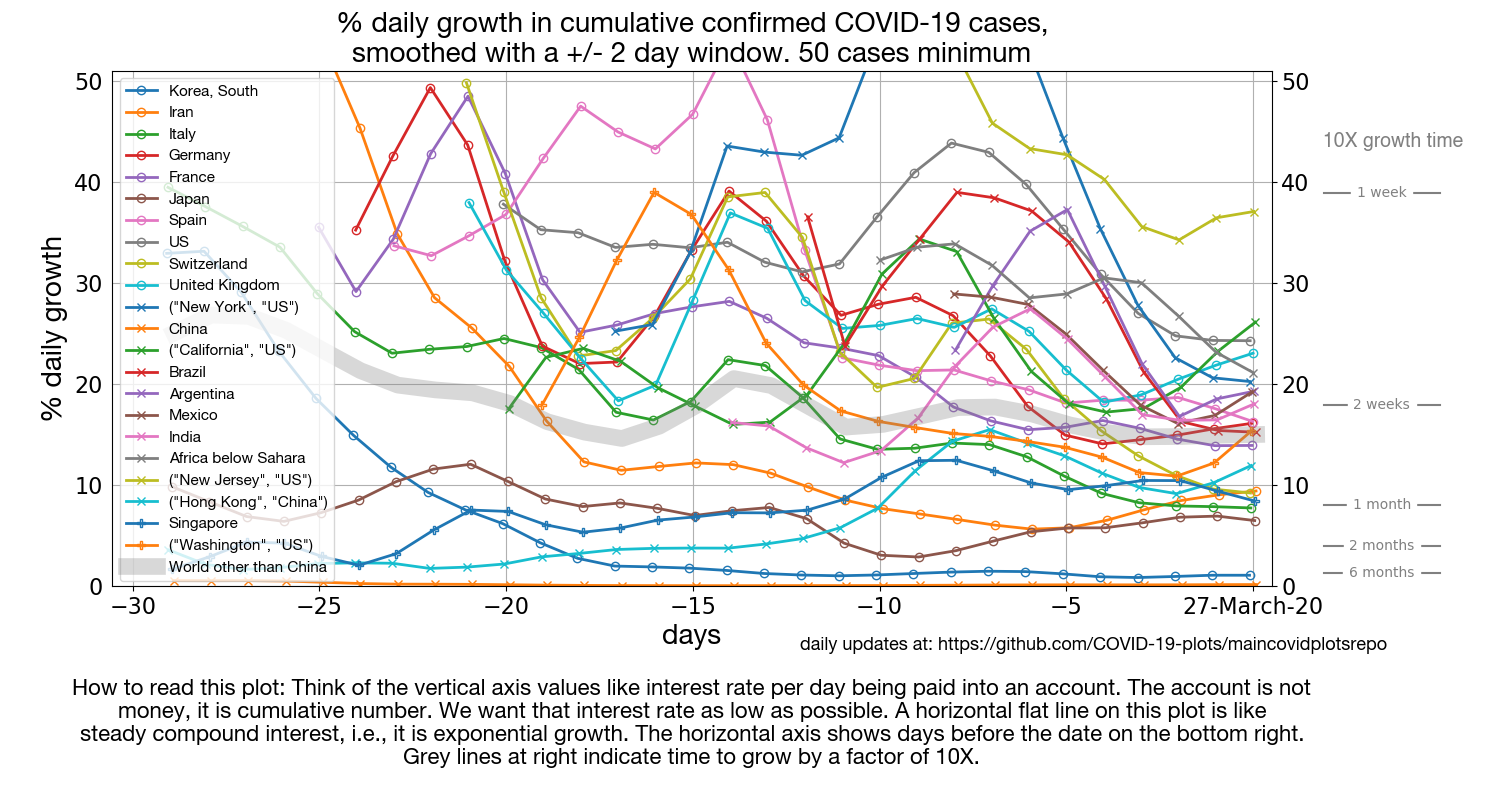 % daily growth in cumulative confirmed COVID-19 cases,
smoothed with a +/- 2 day window. 50 cases minimum
% daily growth
50
40
30
20
10
0
Korea, South
Iran
Italy
Germany
France
Japan
Spain
US
Switzerland
United Kingdom
("New York", "US")
China
("California", "US")
Brazil
Argentina
Mexico
India
Africa below Sahara
("New Jersey", "US")
("Hong Kong", "China")
Singapore
("Washington", "US")
World other than China
50
40
30
20
10
0
10X growth time
1 week
2 weeks
1 month
2 months
6 months
−30
−25
−20
−15
−10
−5
27-March-20
days
daily updates at: https://github.com/COVID-19-plots/maincovidplotsrepo
How to read this plot: Think of the vertical axis values like interest rate per day being paid into an account. The account is not
money, it is cumulative number. We want that interest rate as low as possible. A horizontal flat line on this plot is like
steady compound interest, i.e., it is exponential growth. The horizontal axis shows days before the date on the bottom right.
Grey lines at right indicate time to grow by a factor of 10X.